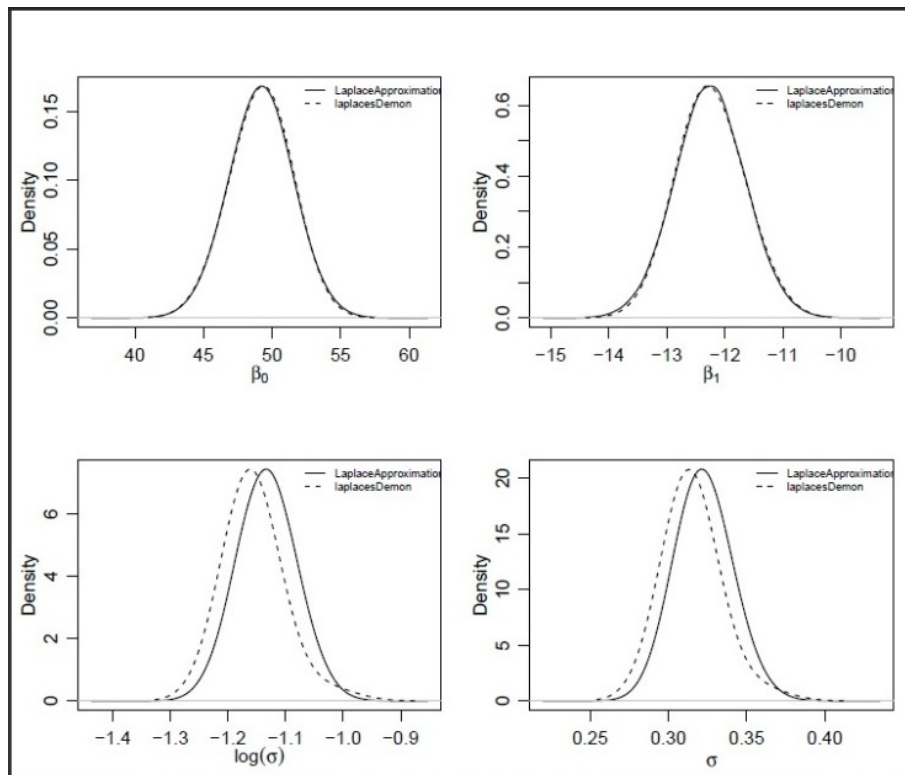 LaplaceApproximation
laplacesDemon
Density
0.00 0.05 0.10 0.15
40 45 50 55 60
β0
LaplaceApproximation
laplacesDemon
Density
0.0 0.2 0.4 0.6
−15 −14 −13 −12 −11 −10
β1
LaplaceApproximation
laplacesDemon
Density
0 2 4 6
−1.4 −1.3 −1.2 −1.1 −1.0 −0.9
log(σ)
LaplaceApproximation
laplacesDemon
Density
0 5 10 15 20
0.25 0.30 0.35 0.40
σ